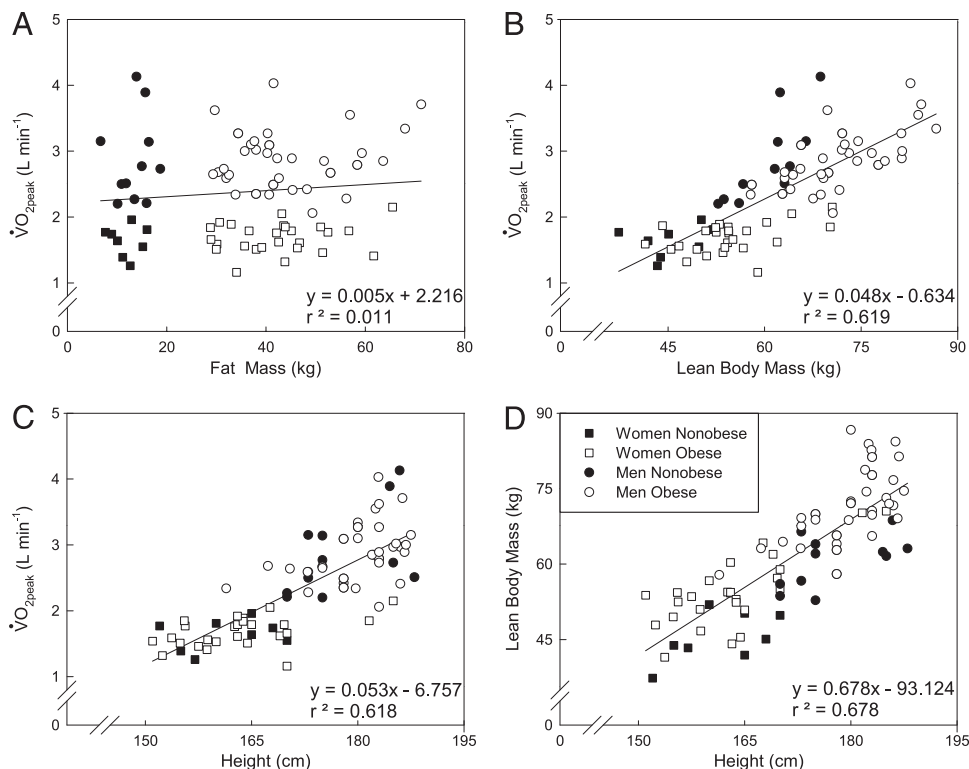 A
5
4
3
2
1
0
V̇O2peak (L min⁻¹)
y = 0.005x + 2.216
r ² = 0.011
0 20 40 60 80
Fat Mass (kg)
B
5
4
3
2
1
0
V̇O2peak (L min⁻¹)
y = 0.048x - 0.634
r ² = 0.619
0 45 60 75 90
Lean Body Mass (kg)
C
5
4
3
2
1
0
V̇O2peak (L min⁻¹)
y = 0.053x - 6.757
r ² = 0.618
150 165 180 195
Height (cm)
D
90
75
60
45
0
Lean Body Mass (kg)
Women Nonobese
Women Obese
Men Nonobese
Men Obese
y = 0.678x - 93.124
r ² = 0.678
0 150 165 180 195
Height (cm)